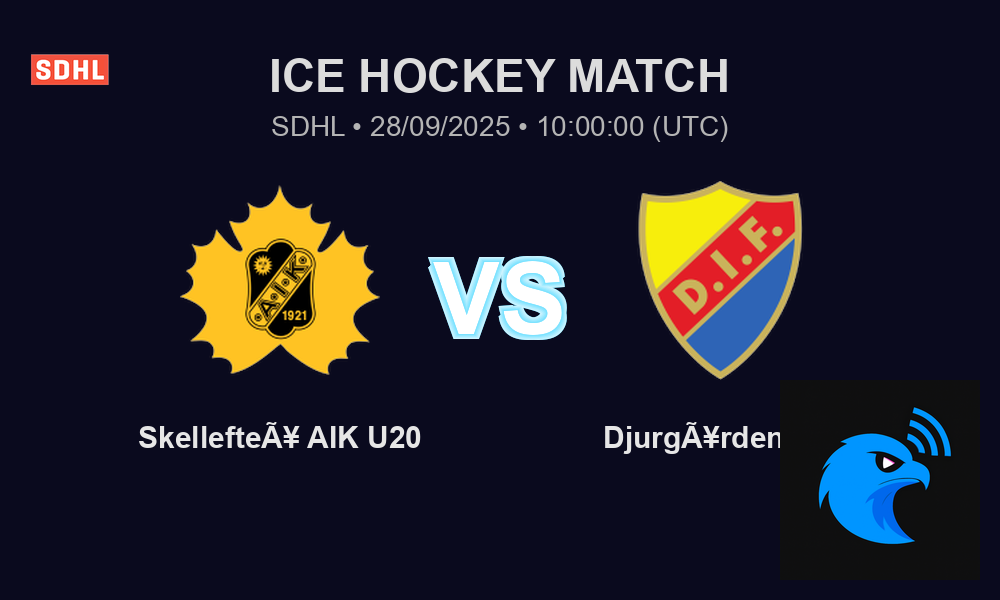 SDHL
ICE HOCKEY MATCH
SDHL • 28/09/2025 • 10:00:00 (UTC)
A·I·K
1921
D.I.F.
VS
SkellefteÃ¥ AIK U20
DjurgÃ¥rden